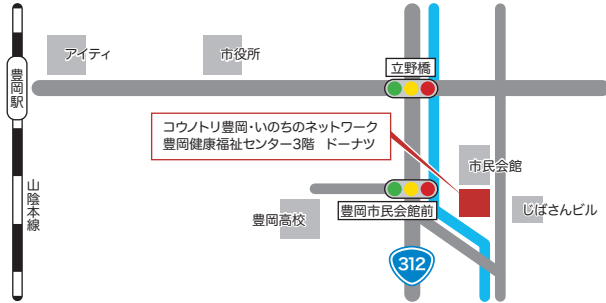 アイティ
市役所
立野橋
豊岡駅
コウノトリ豊岡・いのちのネットワーク
豊岡健康福祉センター3階 ドーナツ
市民会館
山陰本線
豊岡高校
豊岡市民会館前
じばさんビル
312